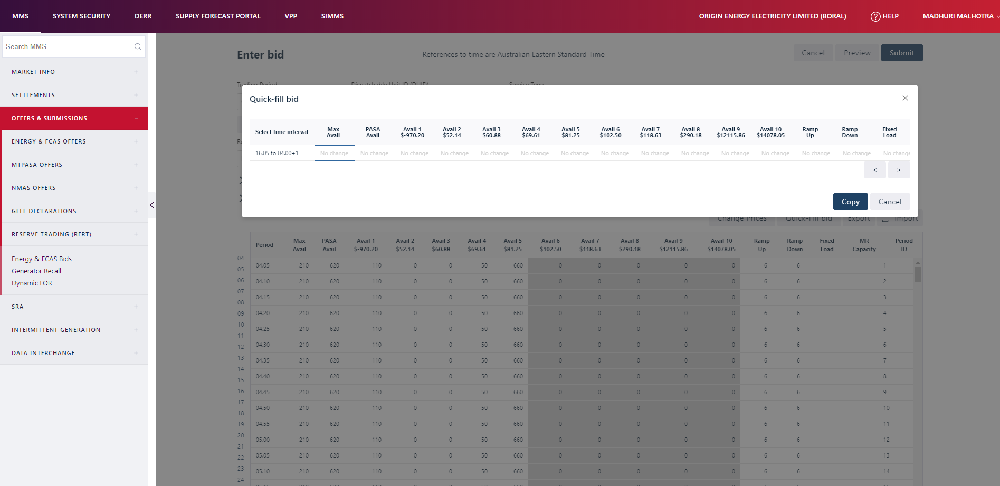 MMS SYSTEM SECURITY DERR SUPPLY FORECAST PORTAL VPP SIMMS ORIGIN ENERGY ELECTRICITY LIMITED (BORAL) HELP MADHURI MALHOTRA
Search MMS
MARKET INFO
SETTLEMENTS
OFFERS & SUBMISSIONS
ENERGY & FCAS OFFERS
MTPASA OFFERS
NMAS OFFERS
GELF DECLARATIONS
RESERVE TRADING (RERT)
Energy & FCAS Bids
Generator Recall
Dynamic LOR
SRA
INTERMITTENT GENERATION
DATA INTERCHANGE
Enter bid References to time are Australian Eastern Standard Time Cancel Preview Submit
Trading Period Dispatchable Unit ID (DUID) Service Type
Quick-fill bid
Select time interval Max Avail PASA Avail Avail 1 $-970.20 Avail 2 $52.14 Avail 3 $60.88 Avail 4 $69.61 Avail 5 $81.25 Avail 6 $102.50 Avail 7 $118.63 Avail 8 $290.18 Avail 9 $12115.86 Avail 10 $14078.05 Ramp Up Ramp Down Fixed Load
16.05 to 04.00+1 No change No change No change No change No change No change No change No change No change No change No change No change No change No change No change
< >
Copy Cancel
Change Prices Quick-Fill bid Export Import
Period Max Avail PASA Avail Avail 1 $-970.20 Avail 2 $52.14 Avail 3 $60.88 Avail 4 $69.61 Avail 5 $81.25 Avail 6 $102.50 Avail 7 $118.63 Avail 8 $290.18 Avail 9 $12115.86 Avail 10 $14078.05 Ramp Up Ramp Down Fixed Load MR Capacity Period ID
04
05
06
07
08
09
10
11
12
13
14
15
16
17
18
19
20
21
22
23
24
04.05 210 620 110 0 0 50 660 0 0 0 0 0 6 6 1
04.10 210 620 110 0 0 50 660 0 0 0 0 0 6 6 2
04.15 210 620 110 0 0 50 660 0 0 0 0 0 6 6 3
04.20 210 620 110 0 0 50 660 0 0 0 0 0 6 6 4
04.25 210 620 110 0 0 50 660 0 0 0 0 0 6 6 5
04.30 210 620 110 0 0 50 660 0 0 0 0 0 6 6 6
04.35 210 620 110 0 0 50 660 0 0 0 0 0 6 6 7
04.40 210 620 110 0 0 50 660 0 0 0 0 0 6 6 8
04.45 210 620 110 0 0 50 660 0 0 0 0 0 6 6 9
04.50 210 620 110 0 0 50 660 0 0 0 0 0 6 6 10
04.55 210 620 110 0 0 50 660 0 0 0 0 0 6 6 11
05.00 210 620 110 0 0 50 660 0 0 0 0 0 6 6 12
05.05 210 620 110 0 0 50 660 0 0 0 0 0 6 6 13
05.10 210 620 110 0 0 50 660 0 0 0 0 0 6 6 14